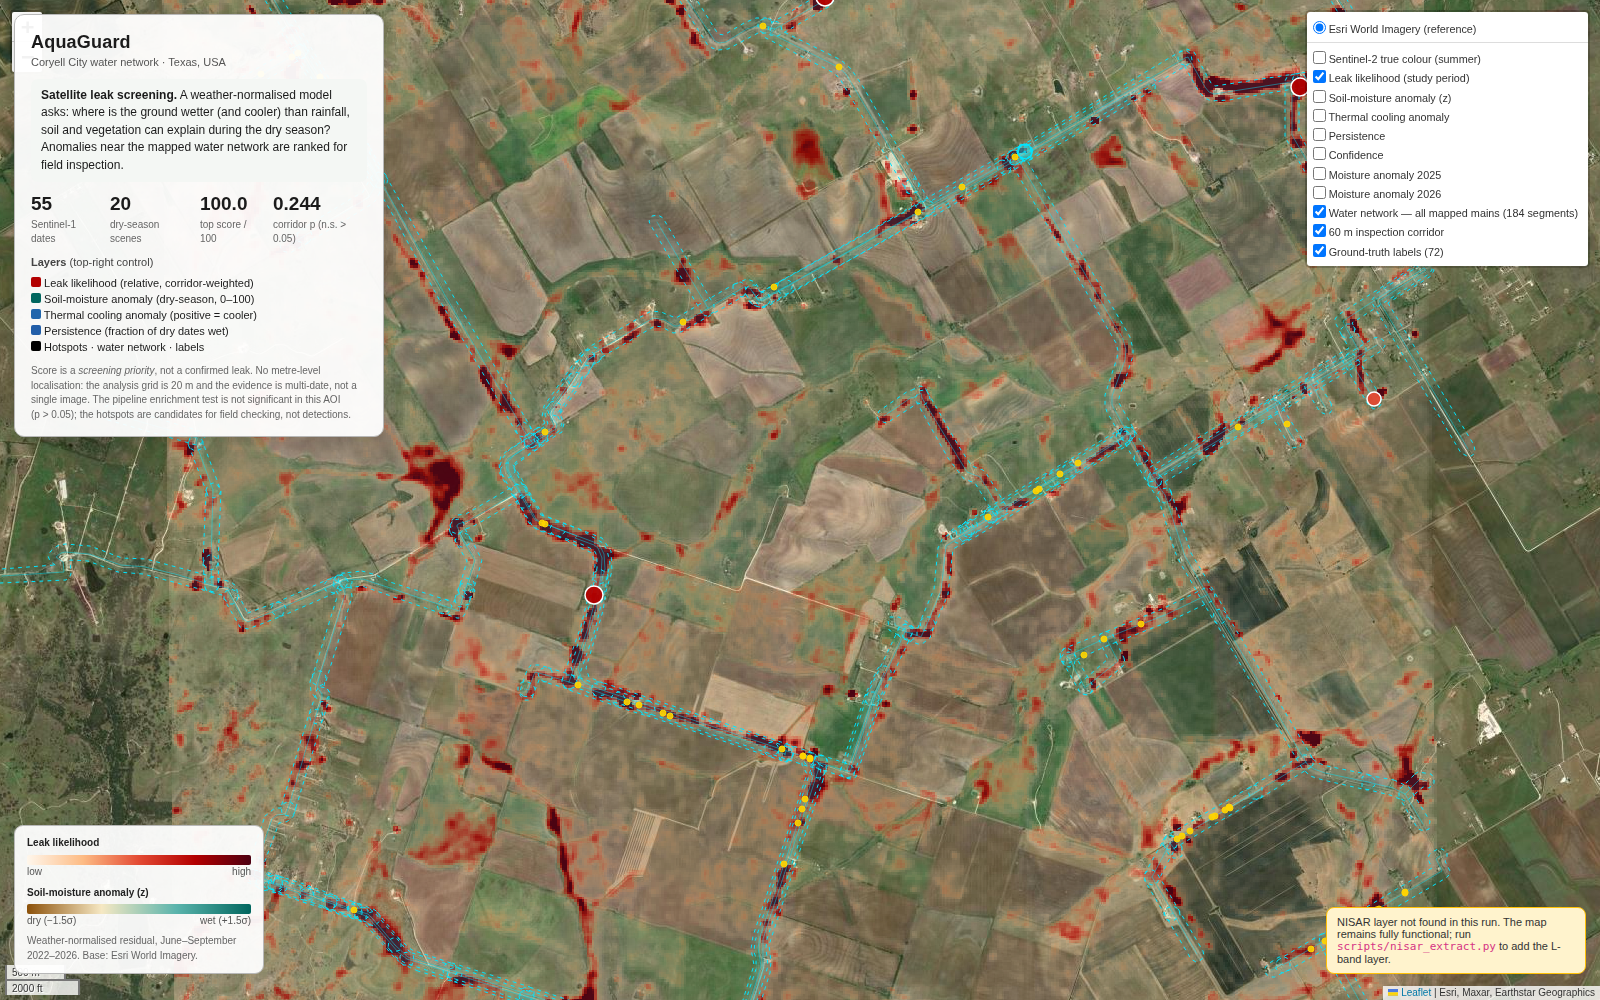 AquaGuard
Coryell City water network · Texas, USA
Satellite leak screening. A weather-normalised model
asks: where is the ground wetter (and cooler) than rainfall,
soil and vegetation can explain during the dry season?
Anomalies near the mapped water network are ranked for
field inspection.
55 20 100.0 0.244
Sentinel-1 dates
dry-season scenes
top score / 100
corridor p (n.s. > 0.05)
Layers (top-right control)
Leak likelihood (relative, corridor-weighted)
Soil-moisture anomaly (dry-season, 0–100)
Thermal cooling anomaly (positive = cooler)
Persistence (fraction of dry dates wet)
Hotspots · water network · labels
Score is a screening priority, not a confirmed leak. No metre-level
localisation: the analysis grid is 20 m and the evidence is multi-date, not a
single image. The pipeline enrichment test is not significant in this AOI
(p > 0.05); the hotspots are candidates for field checking, not detections.
Esri World Imagery (reference)
Sentinel-2 true colour (summer)
Leak likelihood (study period)
Soil-moisture anomaly (z)
Thermal cooling anomaly
Persistence
Confidence
Moisture anomaly 2025
Moisture anomaly 2026
Water network — all mapped mains (184 segments)
60 m inspection corridor
Ground-truth labels (72)
Leak likelihood
low high
Soil-moisture anomaly (z)
dry (−1.5σ) wet (+1.5σ)
Weather-normalised residual, June–September
2022–2026. Base: Esri World Imagery.
2000 ft
NISAR layer not found in this run. The map
remains fully functional; run
scripts/nisar_extract.py to add the L-
band layer.
Leaflet | Esri, Maxar, Earthstar Geographics